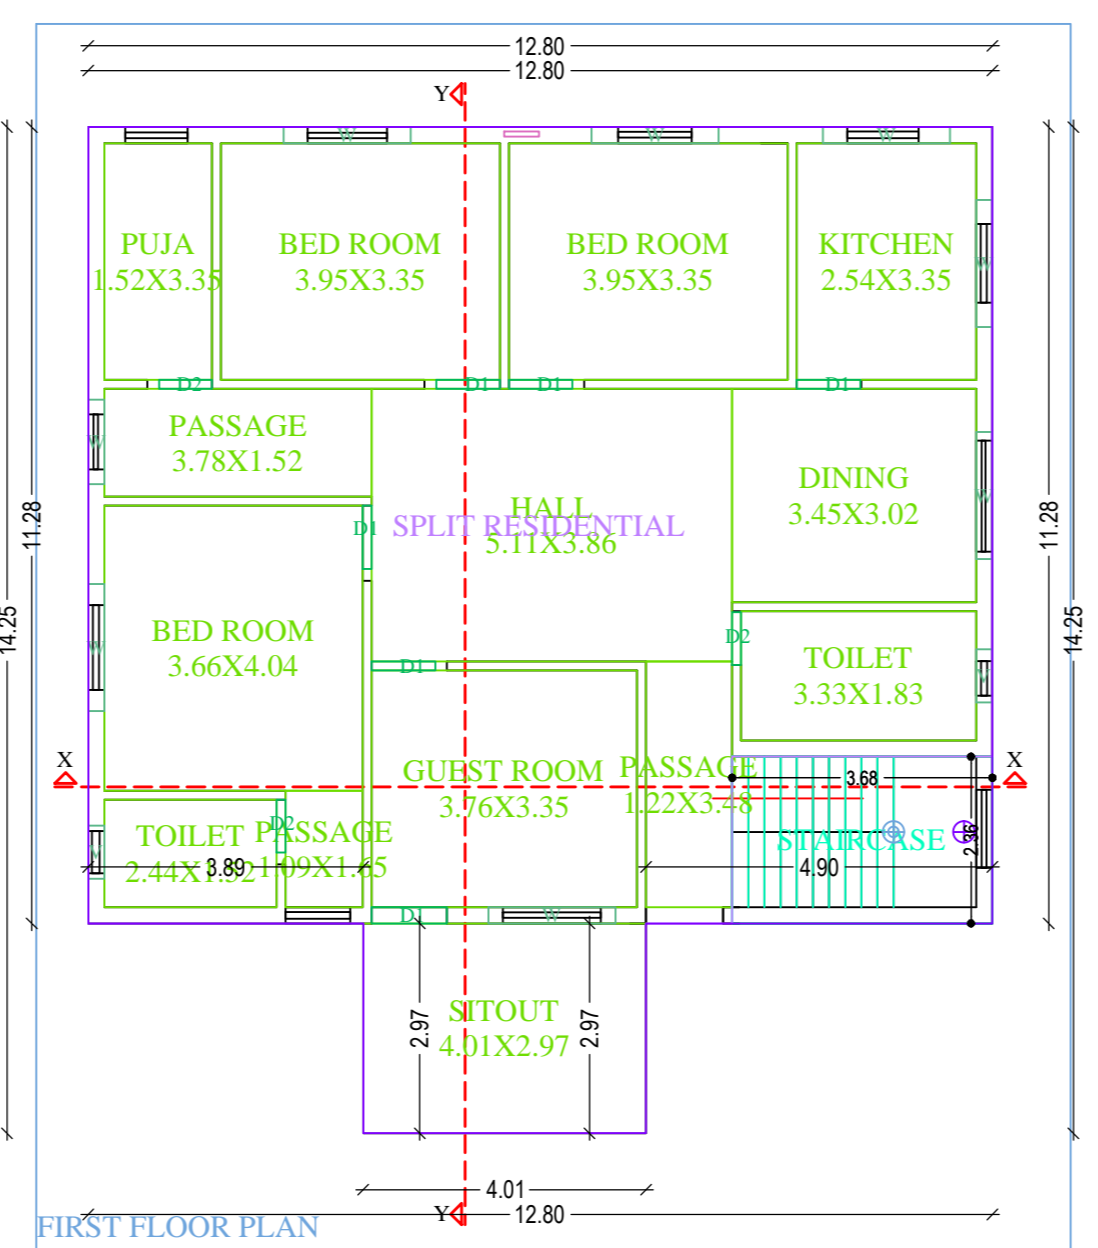 12.80
12.80
Y
W
W
W
PUJA
1.52X3.35
BED ROOM
3.95X3.35
BED ROOM
3.95X3.35
KITCHEN
2.54X3.35
W
D2
D1
D1
D1
PASSAGE
3.78X1.52
W
DINING
3.45X3.02
W
HALL
5.11X3.86
SPLIT RESIDENTIAL
D1
11.28
11.28
14.25
14.25
BED ROOM
3.66X4.04
W
D2
TOILET
3.33X1.83
V
D1
X
X
GUEST ROOM
3.76X3.35
PASSAGE
1.22X3.48
3.68
STAIRCASE
2.36
4.90
TOILET
2.44X1.52
V
D2
PASSAGE
1.09X1.65
3.89
D
W
2.97
2.97
SITOUT
4.01X2.97
4.01
Y
12.80
FIRST FLOOR PLAN